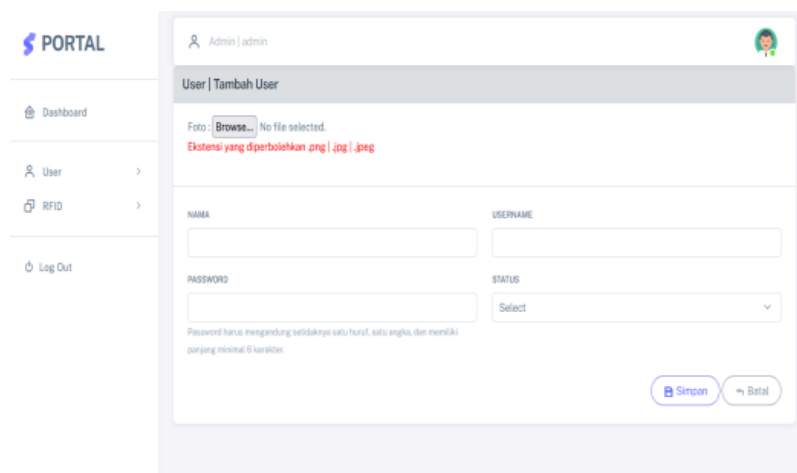 PORTAL
Admin | admin
User | Tambah User
Dashboard
Foto : Browse... No file selected.
Ekstensi yang diperbolehkan .png | .jpg | .jpeg
User
RFID
NAMA
USERNAME
Log Out
PASSWORD
STATUS
Select
Password harus mengandung setidaknya satu huruf, satu angka, dan memiliki
panjang minimal 6 karakter.
Simpan
Batal